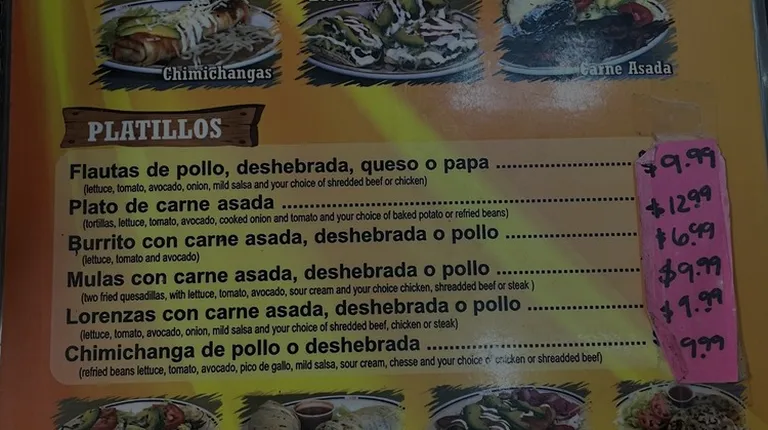 Chimichangas
Carne Asada
PLATILLOS
Flautas de pollo, deshebrada, queso o papa ........................ $9.99
(lettuce, tomato, avocado, onion, mild salsa and your choice of shredded beef or chicken)
Plato de carne asada ........................ $12.99
(tortillas, lettuce, tomato, avocado, cooked onion and tomato and your choice of baked potato or refried beans)
Burrito con carne asada, deshebrada o pollo ........................ $6.99
(lettuce, tomato and avocado)
Mulas con carne asada, deshebrada o pollo ........................ $9.99
(two fried quesadillas, with lettuce, tomato, avocado, sour cream and your choice chicken, shreadded beef or steak )
Lorenzas con carne asada, deshebrada o pollo ........................ $9.99
(lettuce, tomato, avocado, onion, mild salsa and your choice of shredded beef, chicken or steak)
Chimichanga de pollo o deshebrada ........................ 9.99
(refried beans lettuce, tomato, avocado, pico de gallo, mild salsa, sour cream, chesse and your choice of chicken or shreadded beef)